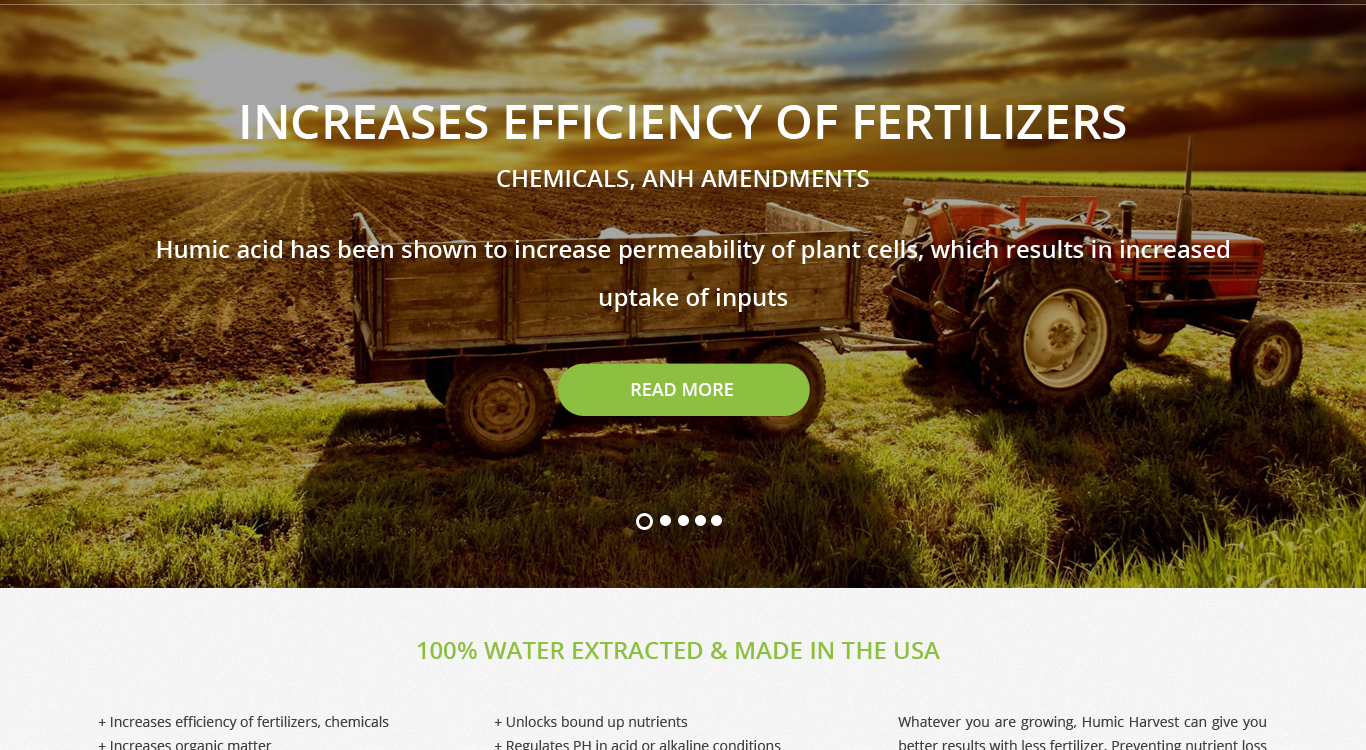 INCREASES EFFICIENCY OF FERTILIZERS
CHEMICALS, ANH AMENDMENTS
Humic acid has been shown to increase permeability of plant cells, which results in increased
uptake of inputs
READ MORE
100% WATER EXTRACTED & MADE IN THE USA
+ Increases efficiency of fertilizers, chemicals
+ Increases organic matter
+ Unlocks bound up nutrients
+ Regulates PH in acid or alkaline conditions
Whatever you are growing, Humic Harvest can give you
better results with less fertilizer. Preventing nutrient loss